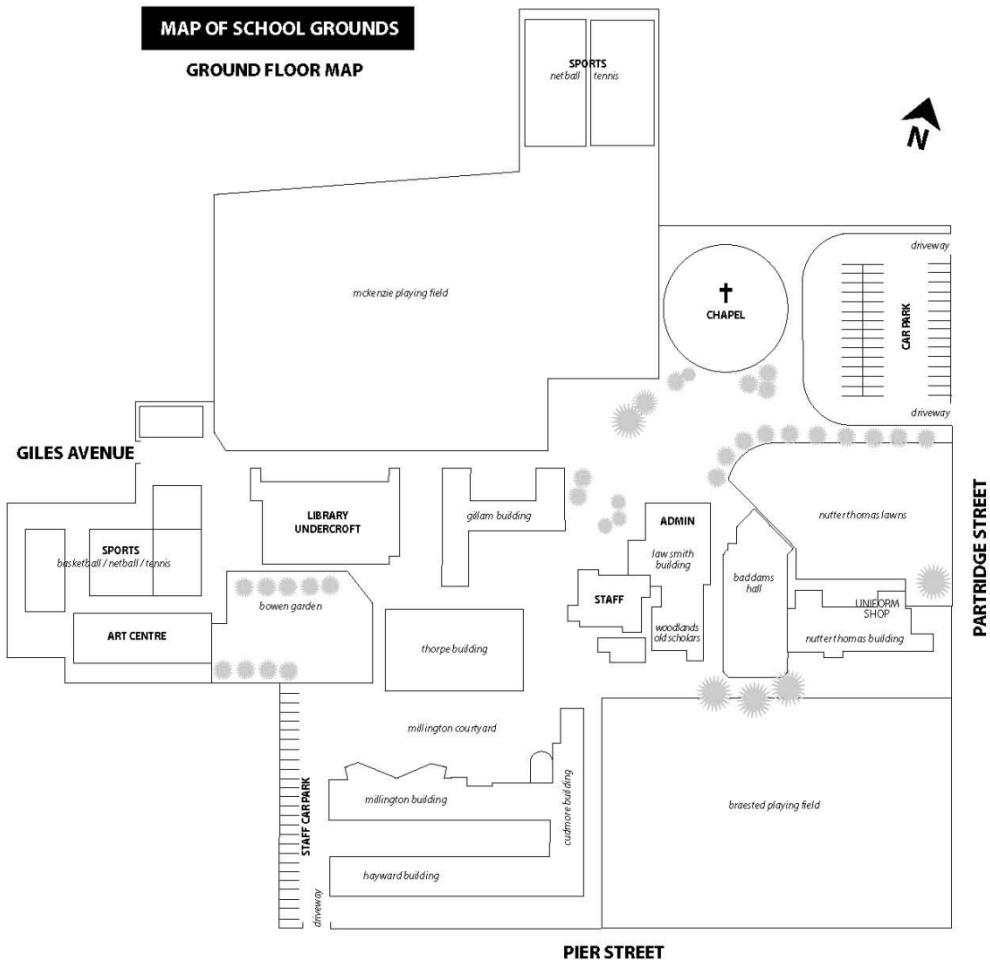 MAP OF SCHOOL GROUNDS
GROUND FLOOR MAP
SPORTS
netball tennis
N
driveway
mckenzie playing field
CHAPEL
CAR PARK
driveway
GILES AVENUE
LIBRARY
UNDERCROFT
gillam building
ADMIN
nutter thomas lawns
PARTRIDGE STREET
SPORTS
basketball / netball / tennis
law smith
building
baddams
hall
bowen garden
STAFF
UNIFORM
SHOP
ART CENTRE
thorpe building
woodlands
old scholars
nutter thomas building
millington courtyard
STAFF CAR PARK
millington building
cudmore building
braested playing field
hayward building
driveway
PIER STREET